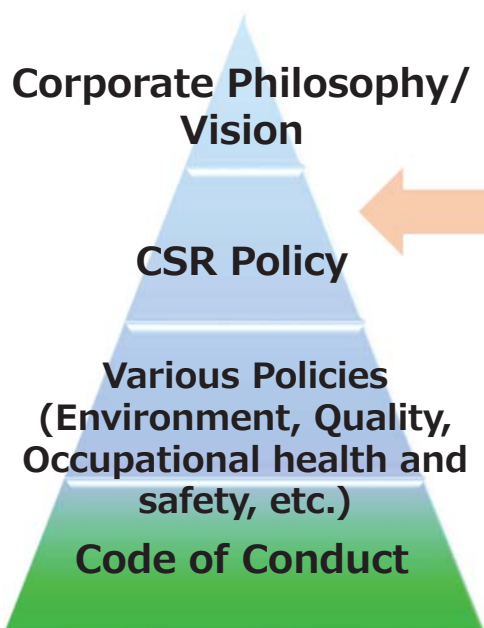 Corporate Philosophy/
Vision
CSR Policy
Various Policies
(Environment, Quality,
Occupational health and
safety, etc.)
Code of Conduct